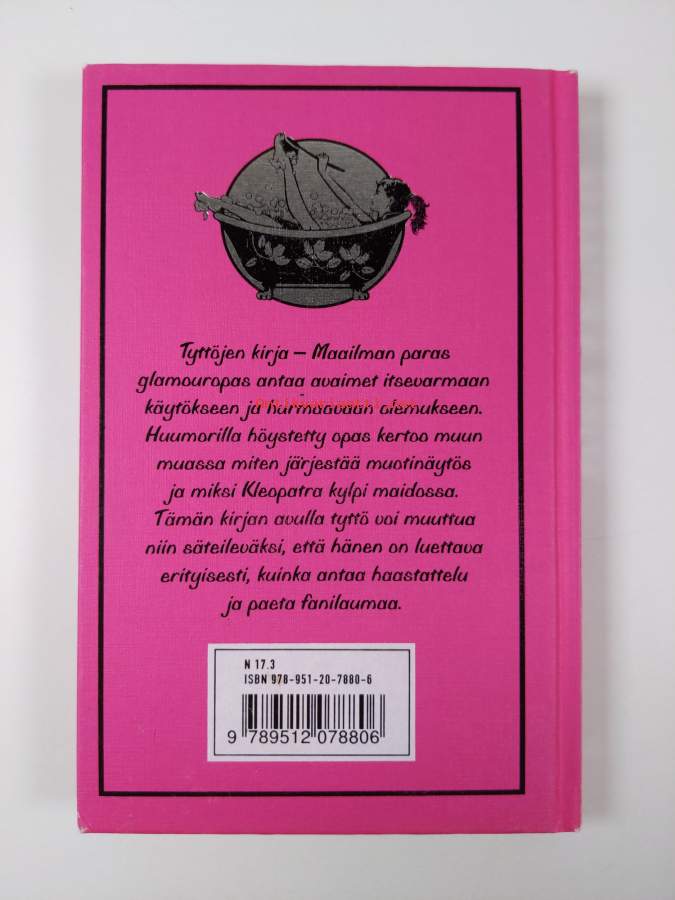 Tyttöjen kirja – Maailman paras
glamouropas antaa avaimet itsevarmaan
käytökseen ja hurmaavaan olemukseen.
Huumorilla höystetty opas kertoo muun
muassa miten järjestää muotinäytös
ja miksi Kleopatra kylpi maidossa.
Tämän kirjan avulla tyttö voi muuttua
niin säteileväksi, että hänen on luettava
erityisesti, kuinka antaa haastattelu
ja paeta fanilaumaa.
N 17.3
ISBN 978-951-20-7880-6
9 789512 078806